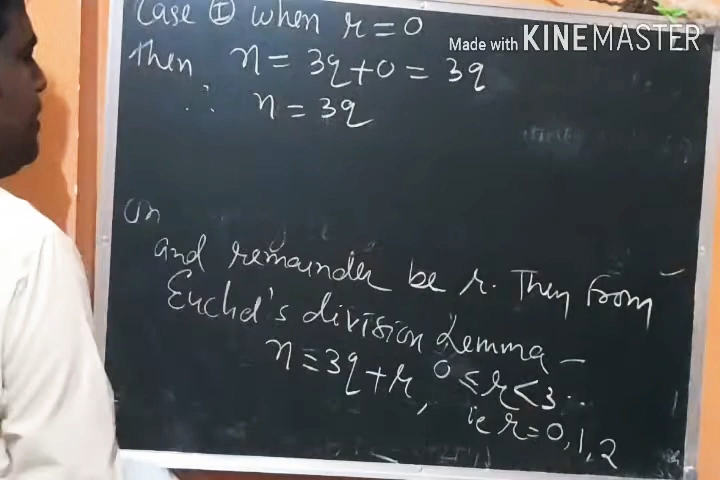 Case I when r = 0
Made with KINEMASTER
then n = 3q+0 = 3q
∴ n = 3q
on
and remainder be r. Then from
Euclid's division Lemma –
n = 3q + r, 0 ≤ r < 3 ..
ie r = 0, 1, 2